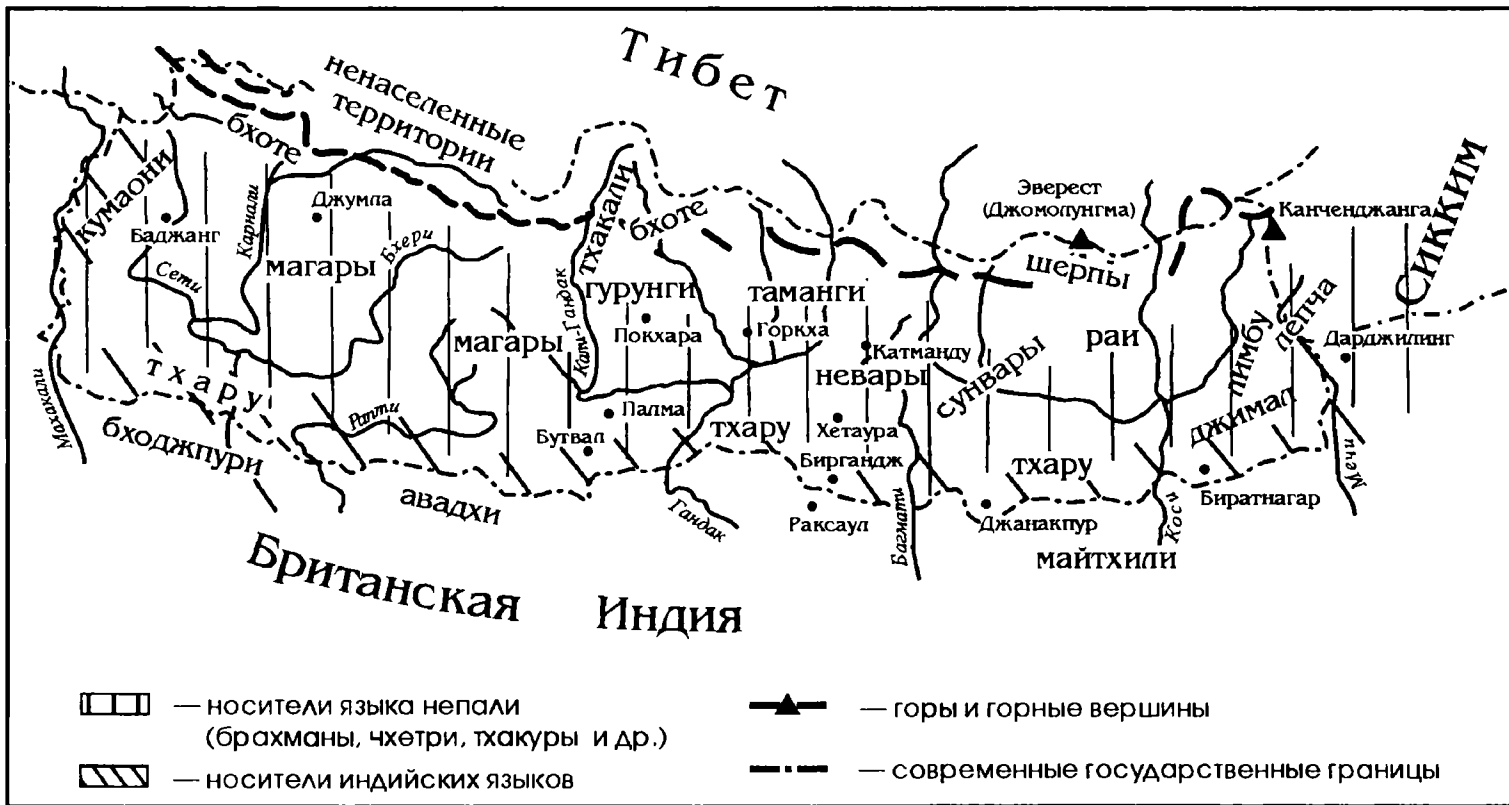 Тибет
ненаселенные
территории
бхоте
кумаони
Баджанг
Карнали
Джумла
магары
Бхери
Сети
тхакали
бхоте
Кали-Гандак
гурунги
Покхара
таманги
Горкха
Эверест
(Джомолунгма)
шерпы
Канченджанга
Сикким
лепча
лимбу
Дарджилинг
раи
сунвары
Катманду
невары
магары
Махакали
тхару
бходжпури
Рапти
Палма
Бутвал
авадхи
тхару
Хетаура
Биргандж
Раксаул
Гандак
Багмати
тхару
Джанакпур
майтхили
Коси
джимал
Биратнагар
Мечи
Британская Индия
— носители языка непали
(брахманы, чхетри, тхакуры и др.)
— носители индийских языков
— горы и горные вершины
— современные государственные границы